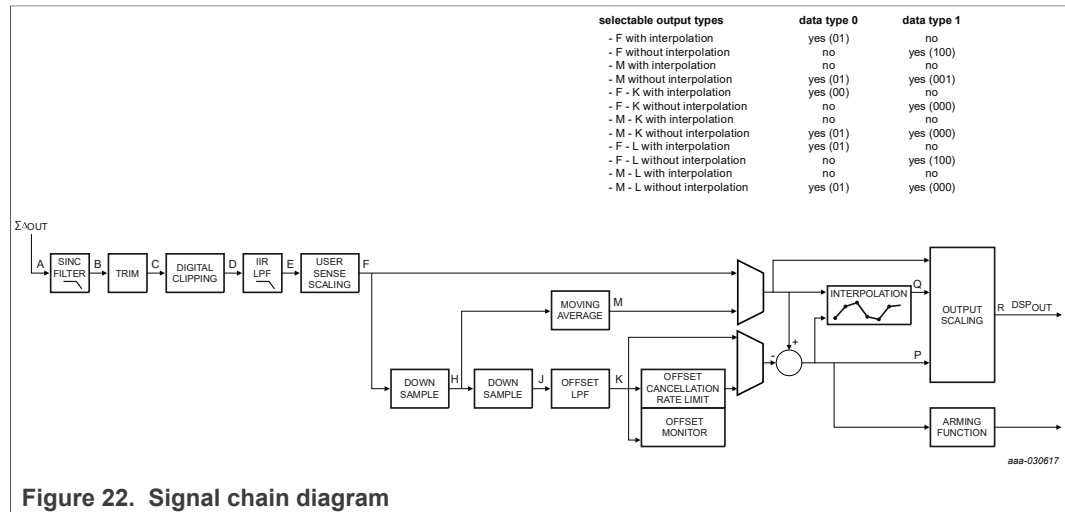 selectable output types data type 0 data type 1
- F with interpolation yes (01) no
- F without interpolation no yes (100)
- M with interpolation no no
- M without interpolation yes (01) yes (001)
- F - K with interpolation yes (00) no
- F - K without interpolation no yes (000)
- M - K with interpolation no no
- M - K without interpolation yes (01) yes (000)
- F - L with interpolation yes (01) no
- F - L without interpolation no yes (100)
- M - L with interpolation no no
- M - L without interpolation yes (01) yes (000)
ΣΔOUT
A
SINC
FILTER
B
TRIM
C
DIGITAL
CLIPPING
D
IIR
LPF
E
USER
SENSE
SCALING
F
MOVING
AVERAGE
M
INTERPOLATION
Q
OUTPUT
SCALING
R DSPOUT
+
-
P
DOWN
SAMPLE
H
DOWN
SAMPLE
J
OFFSET
LPF
K
OFFSET
CANCELLATION
RATE LIMIT
OFFSET
MONITOR
ARMING
FUNCTION
aaa-030617
Figure 22. Signal chain diagram